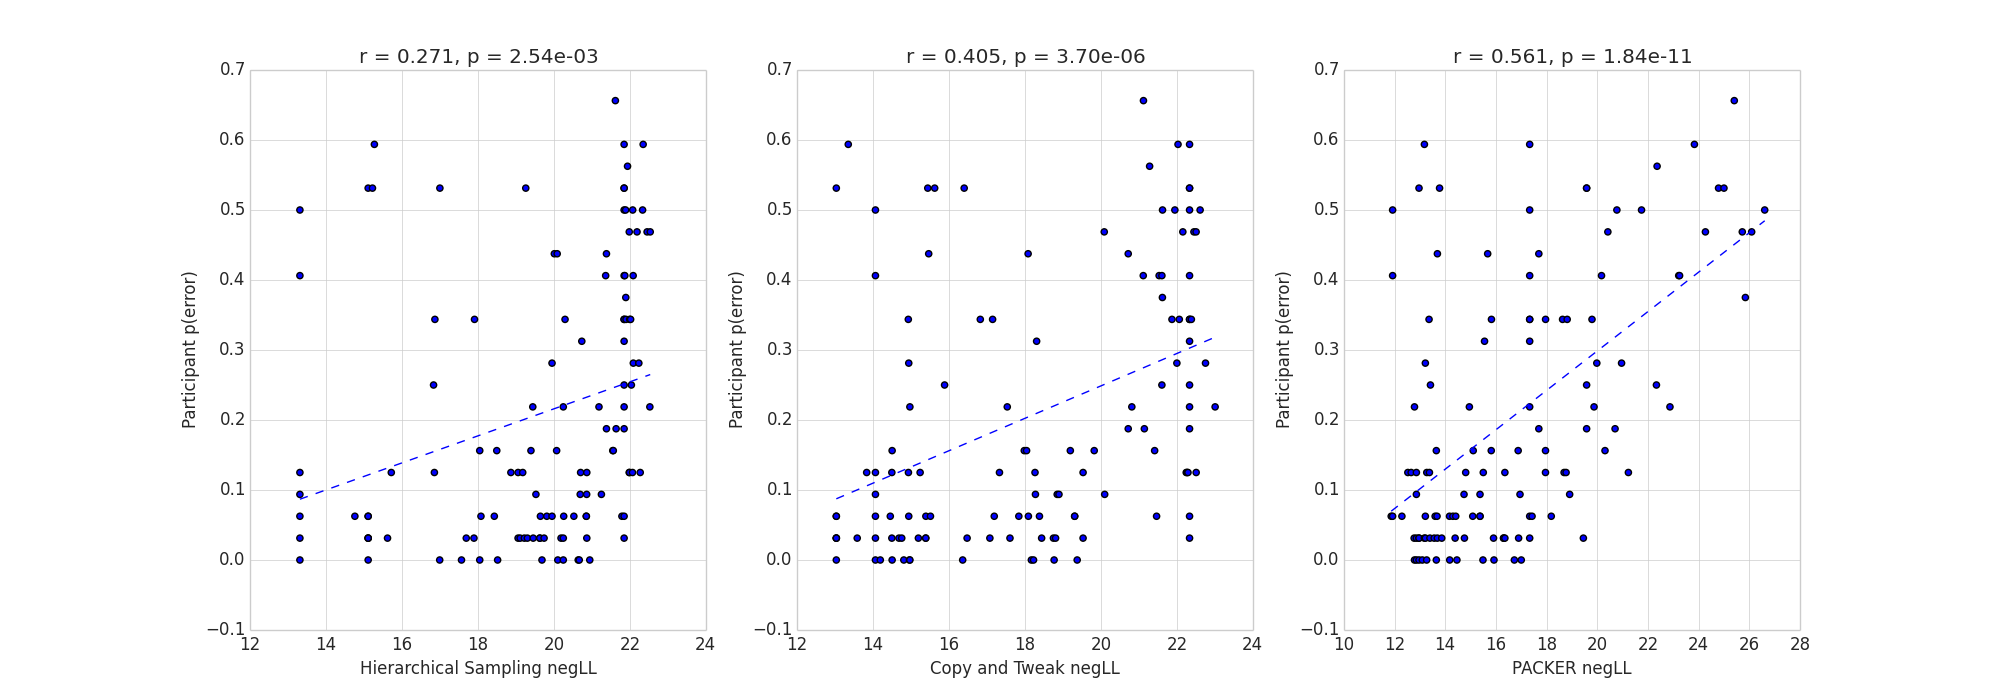 r = 0.271, p = 2.54e-03
0.7
0.6
0.5
0.4
0.3
0.2
0.1
0.0
−0.1
12 14 16 18 20 22 24
Participant p(error)
Hierarchical Sampling negLL
r = 0.405, p = 3.70e-06
0.7
0.6
0.5
0.4
0.3
0.2
0.1
0.0
−0.1
12 14 16 18 20 22 24
Participant p(error)
Copy and Tweak negLL
r = 0.561, p = 1.84e-11
0.7
0.6
0.5
0.4
0.3
0.2
0.1
0.0
−0.1
10 12 14 16 18 20 22 24 26 28
Participant p(error)
PACKER negLL